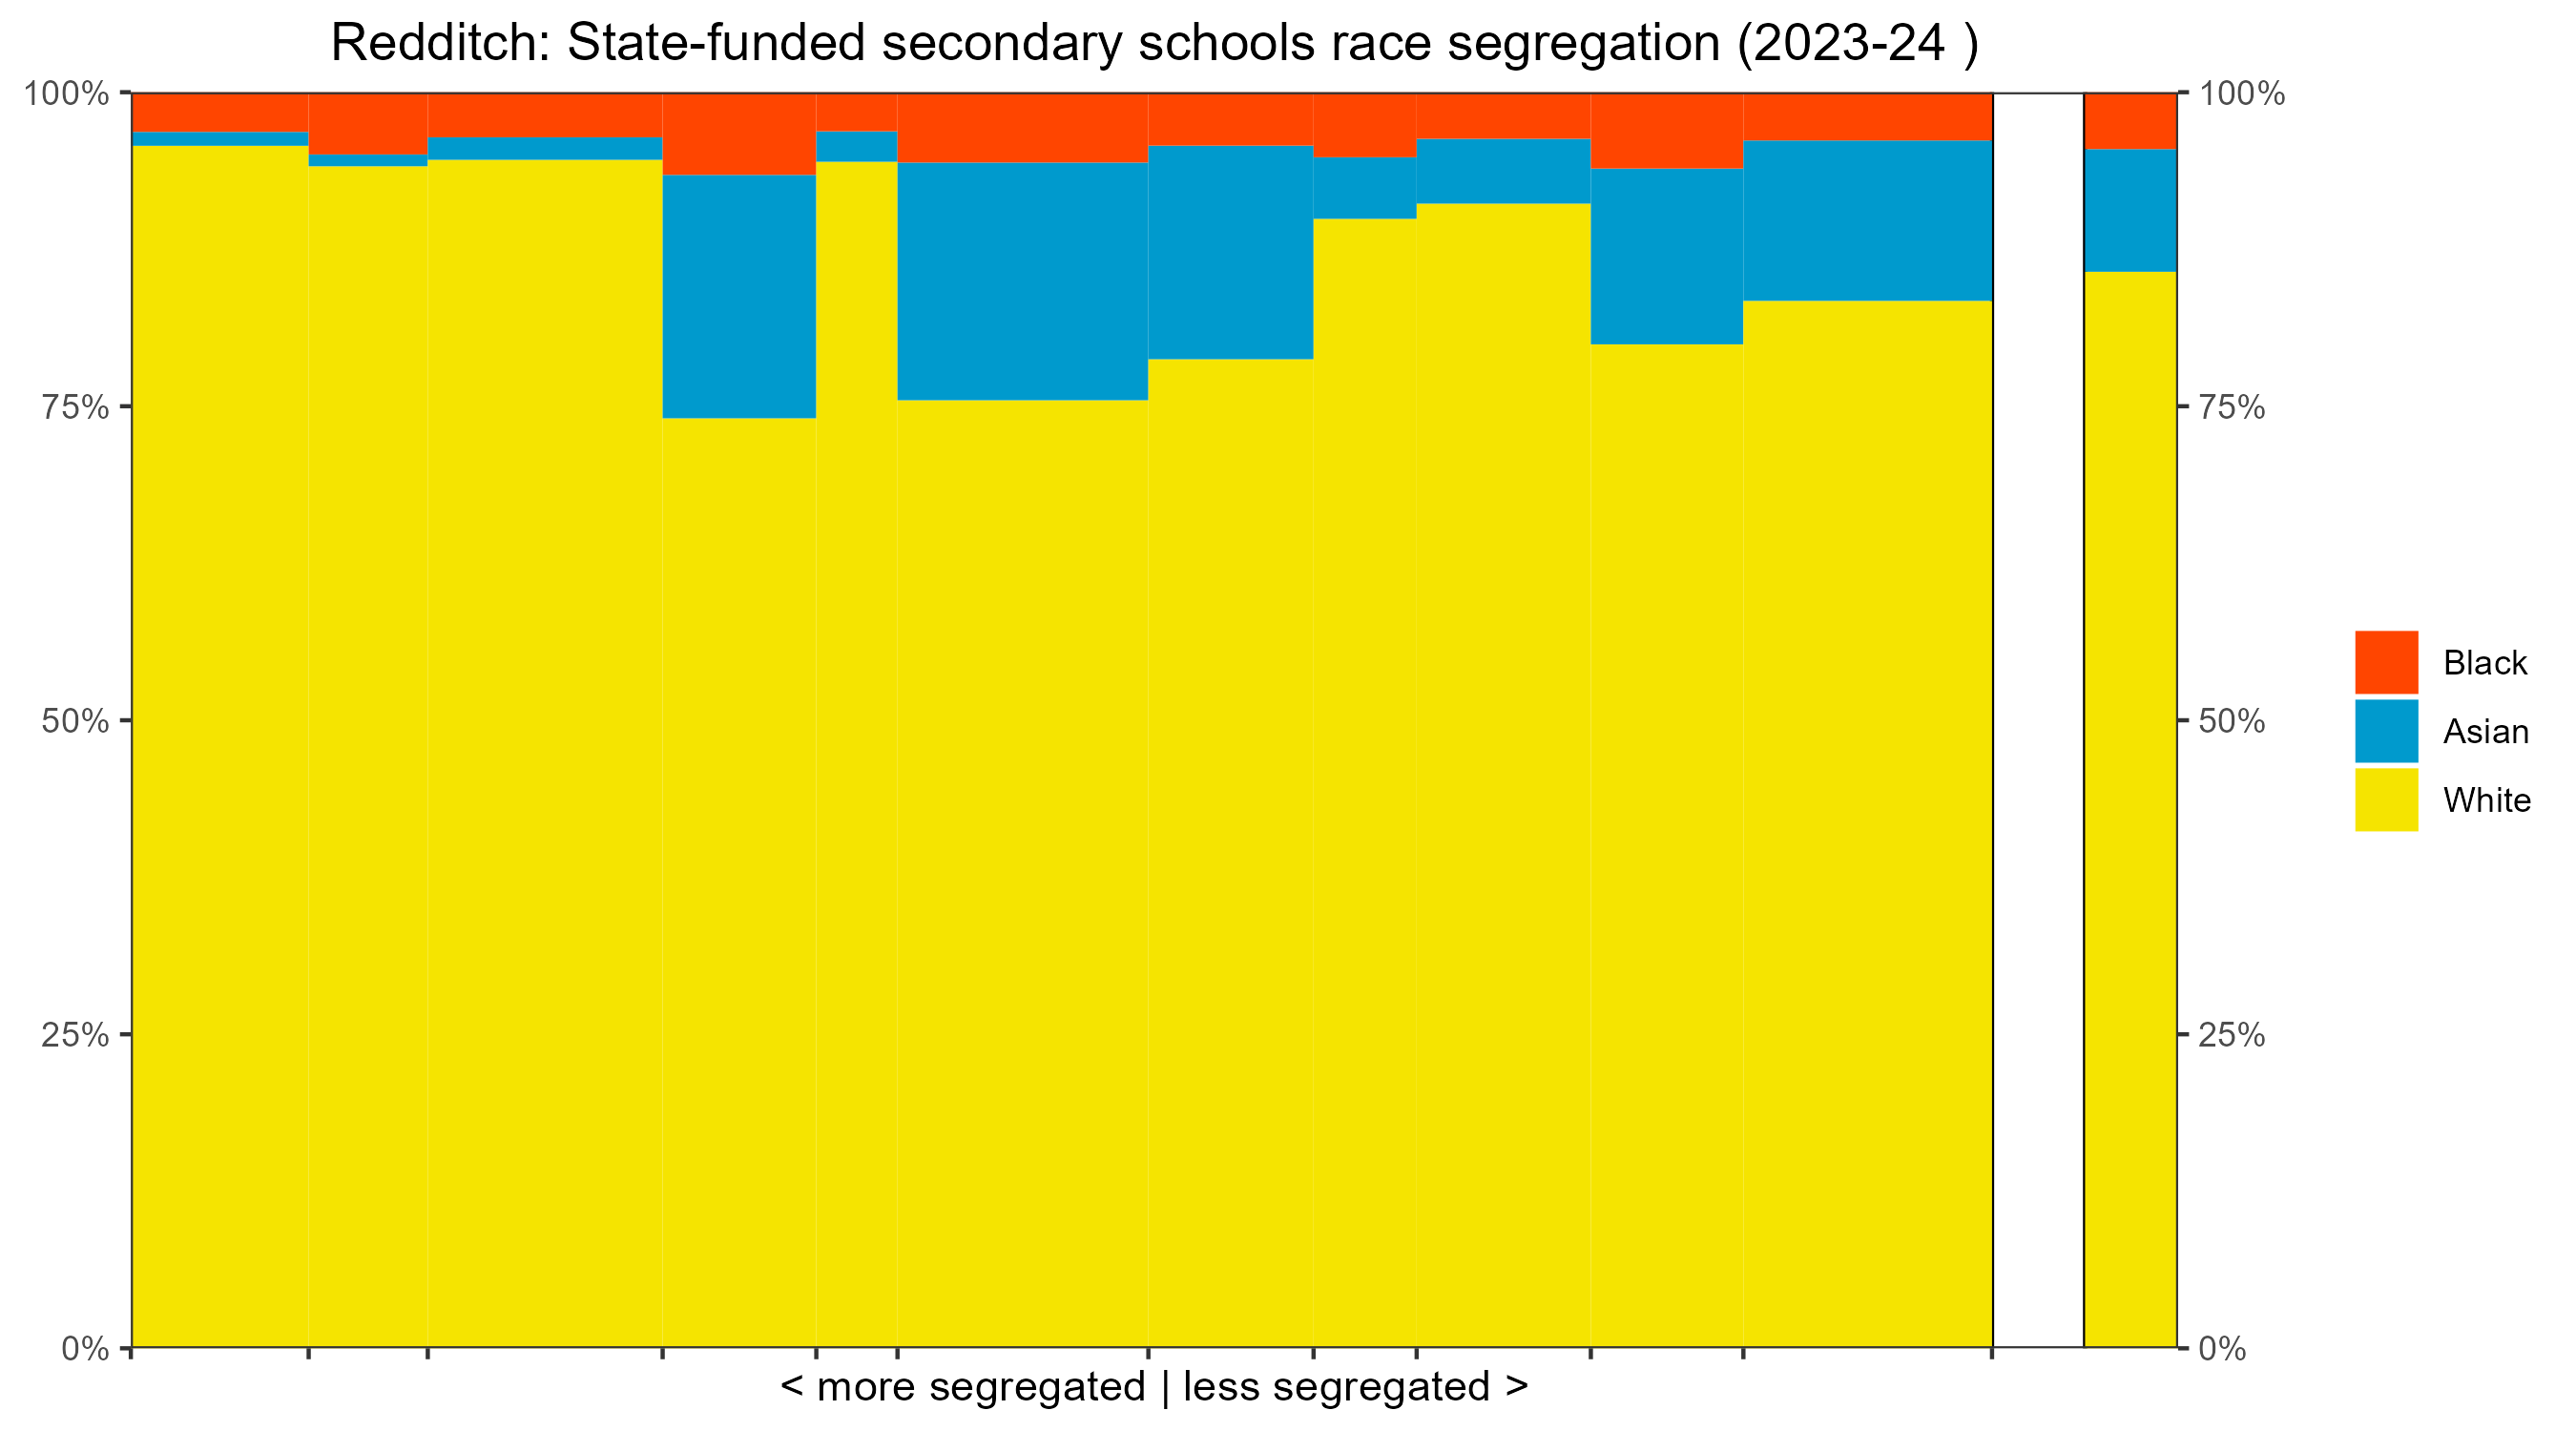 Redditch: State-funded secondary schools race segregation (2023-24 )
100%
75%
50%
25%
0%
100%
75%
50%
25%
0%
Black
Asian
White
< more segregated | less segregated >